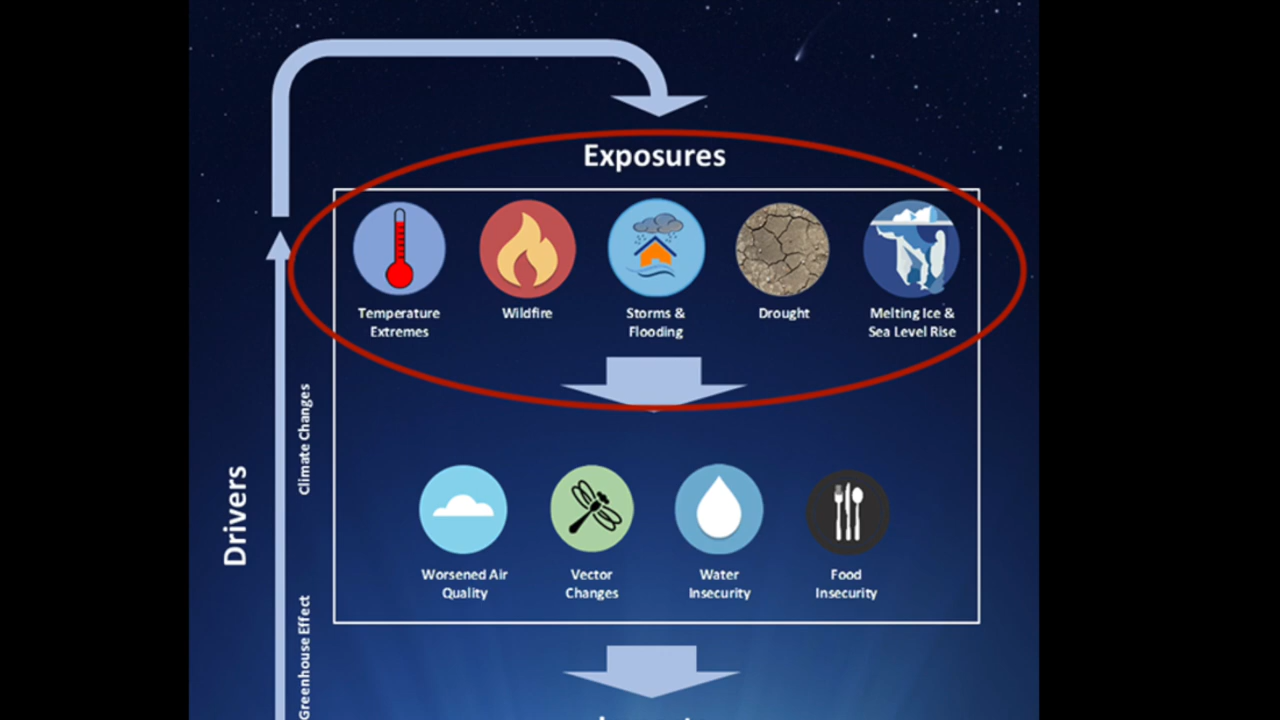 Exposures
Temperature
Extremes
Wildfire
Storms &
Flooding
Drought
Melting Ice &
Sea Level Rise
Drivers
Climate Changes
Greenhouse Effect
Worsened Air
Quality
Vector
Changes
Water
Insecurity
Food
Insecurity